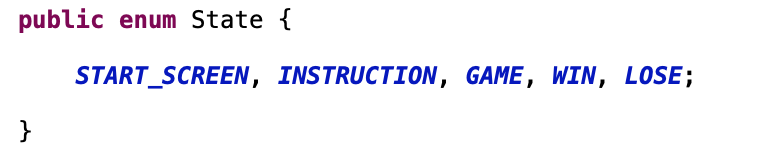 public enum State {
START_SCREEN, INSTRUCTION, GAME, WIN, LOSE;
}